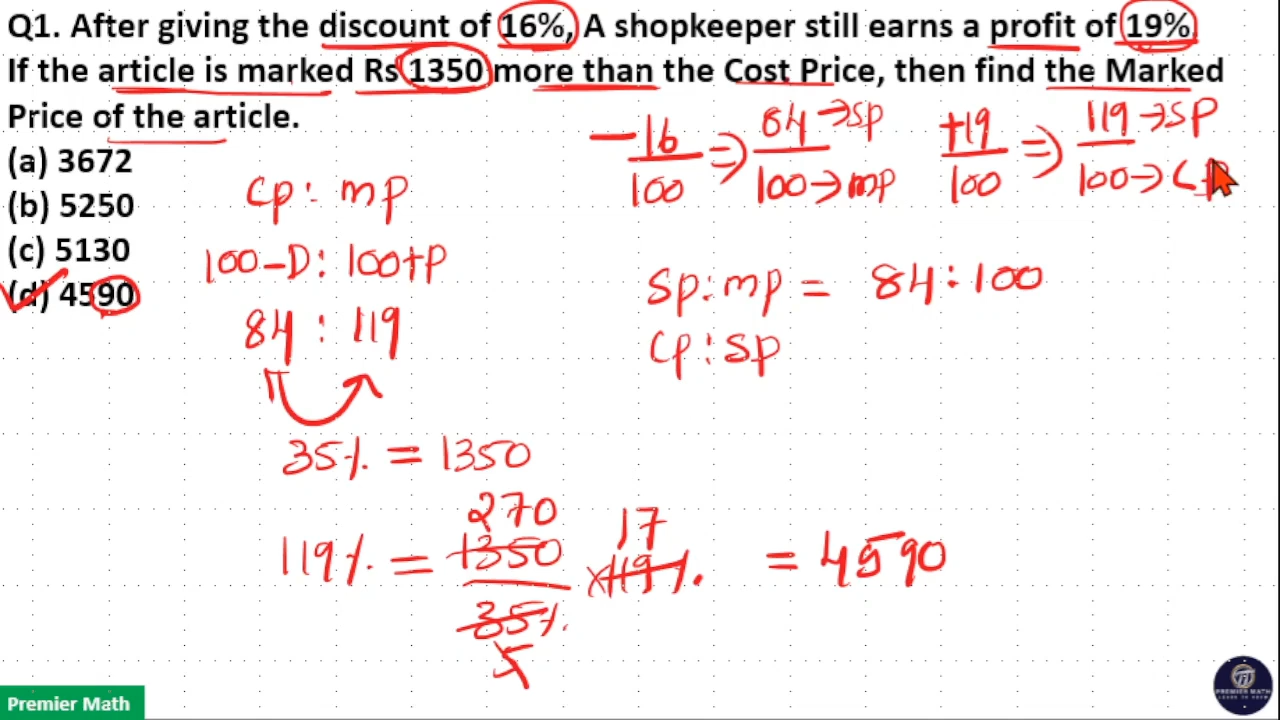 Q1. After giving the discount of 16%, A shopkeeper still earns a profit of 19%.
If the article is marked Rs 1350 more than the Cost Price, then find the Marked
Price of the article.
(a) 3672
(b) 5250
(c) 5130
(d) 4590
-16/100 ⇒ 84→SP/100→mp +19/100 ⇒ 119→SP/100→CP
Cp : mp
100-D : 100+P
84 : 119
Sp : mp = 84 : 100
Cp : Sp
35% = 1350
270
17
119% = 1350/35% × 119% = 4590
5
Premier Math
PREMIER MATH